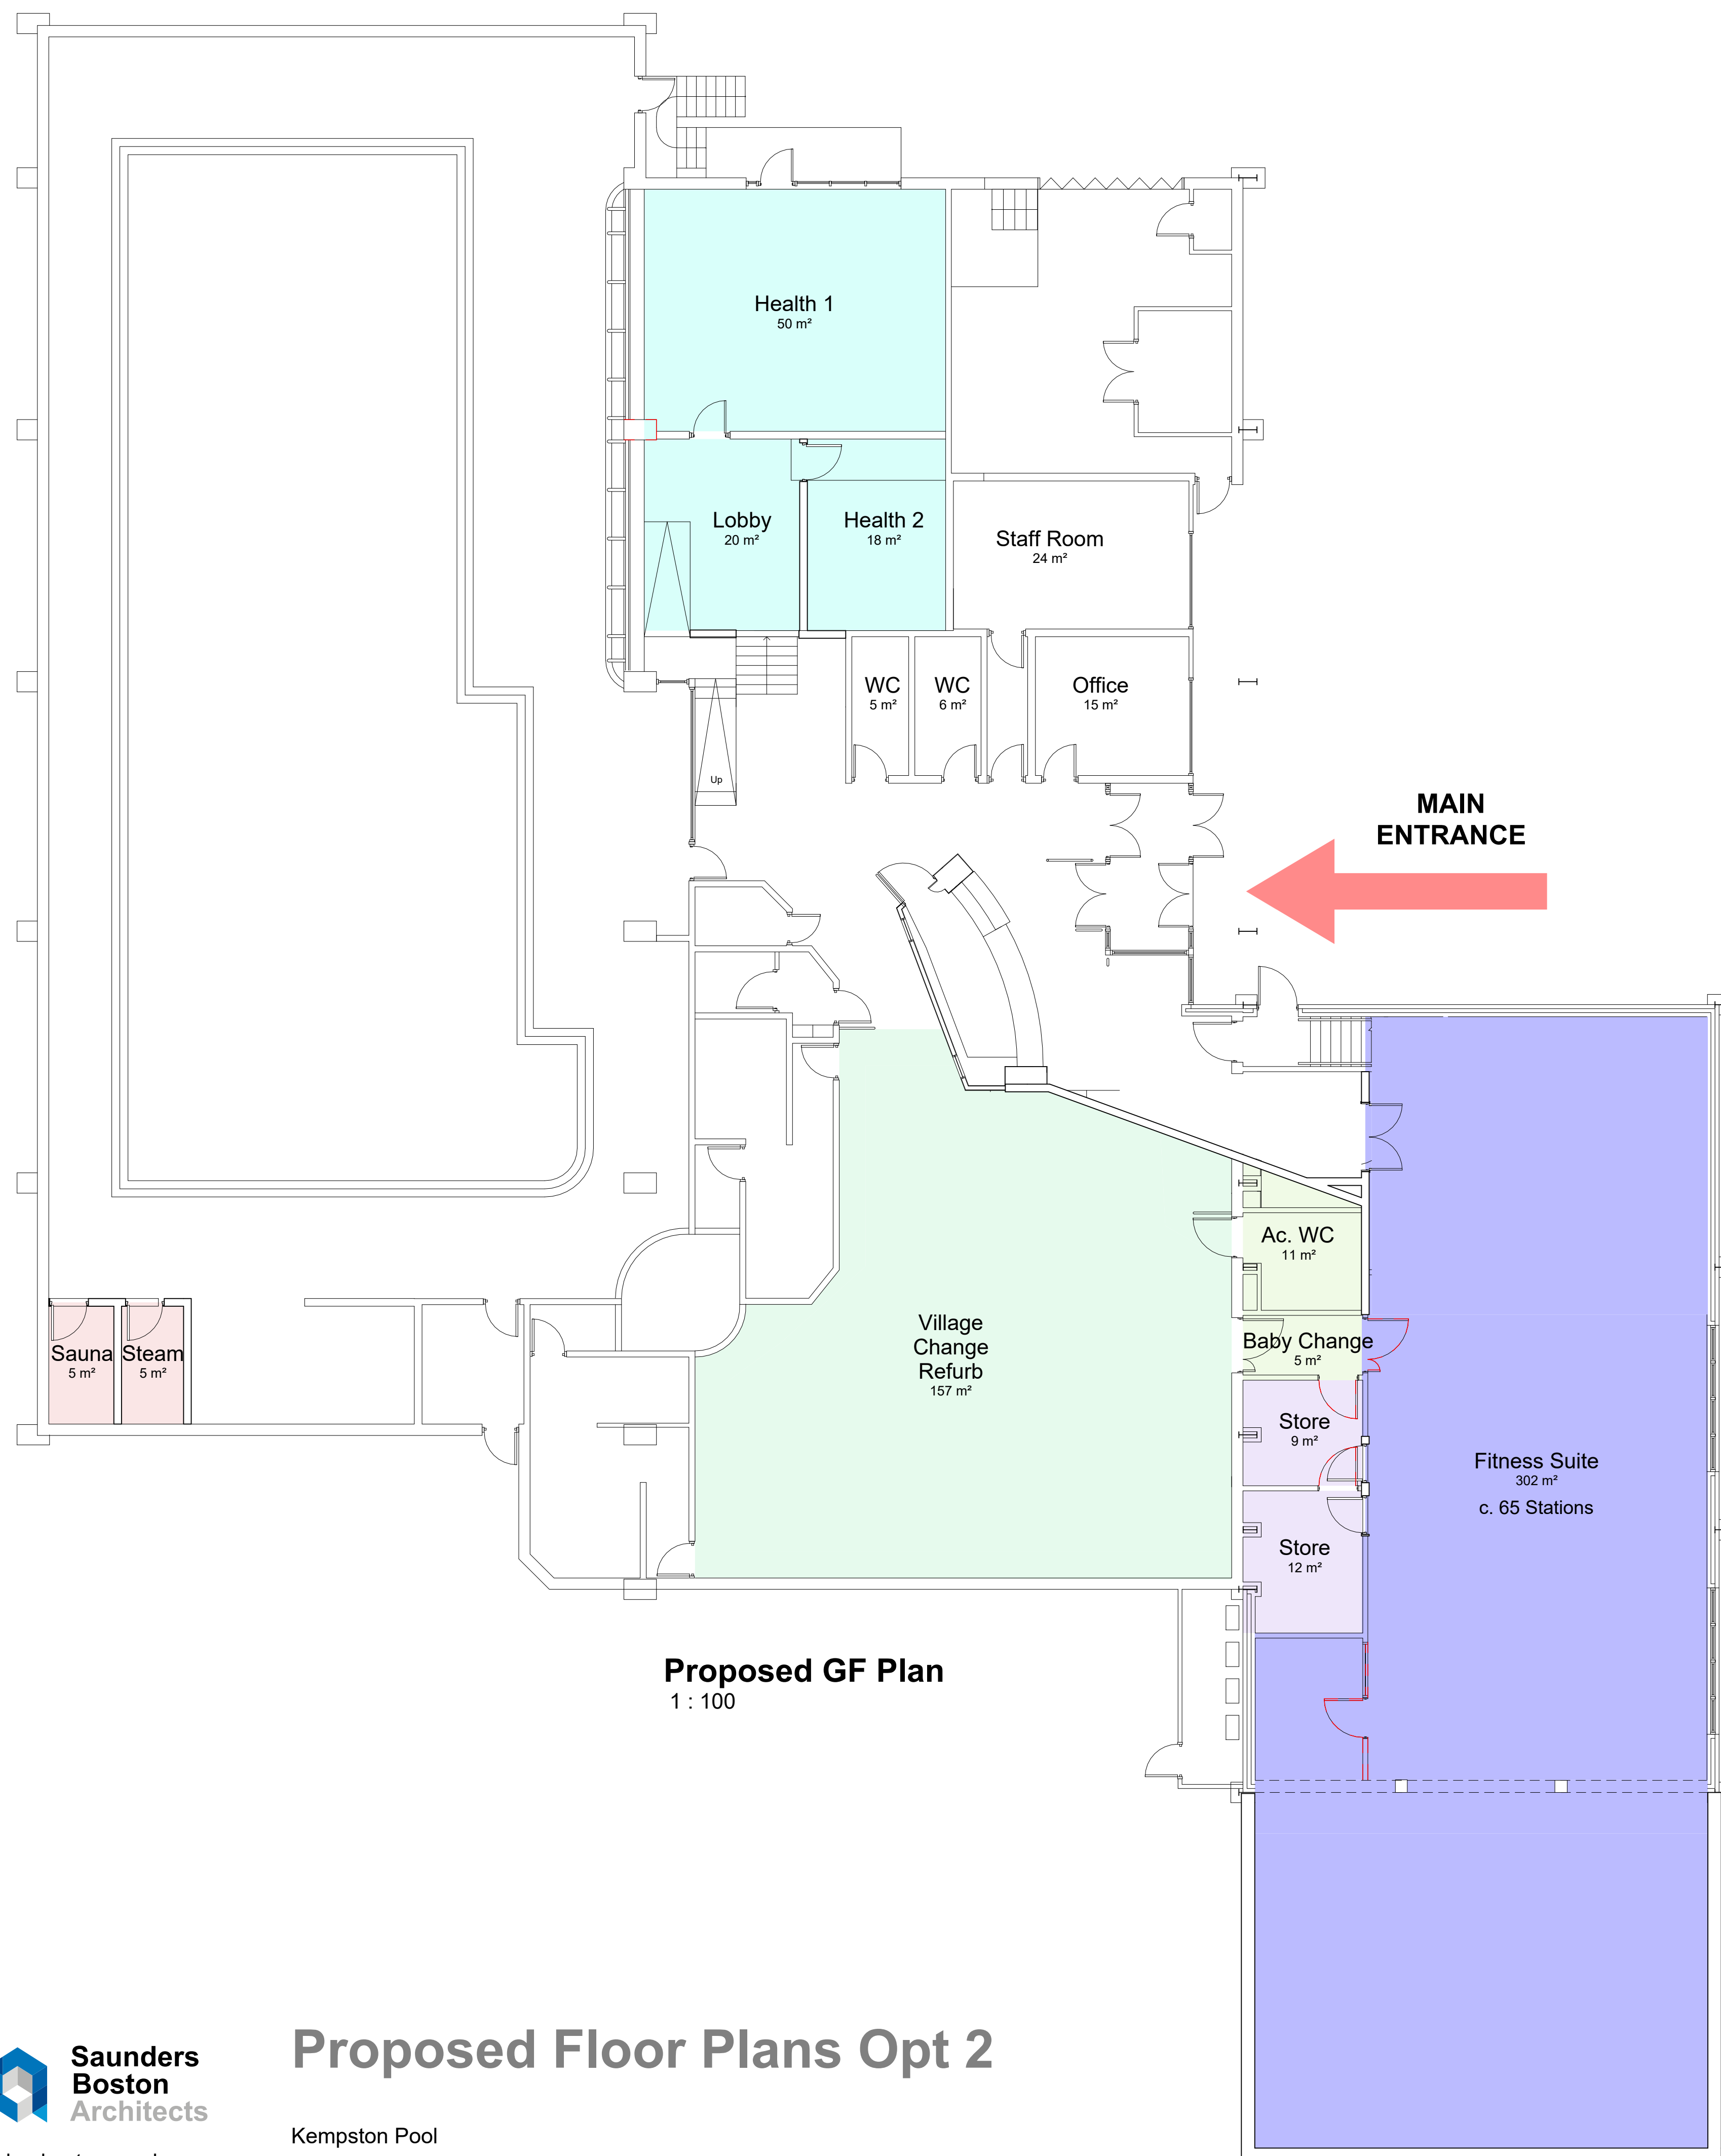 Health 1
50 m²
Lobby
20 m²
Health 2
18 m²
Staff Room
24 m²
WC
5 m²
WC
6 m²
Office
15 m²
Up
MAIN
ENTRANCE
Ac. WC
11 m²
Village
Change
Refurb
157 m²
Baby Change
5 m²
Sauna
5 m²
Steam
5 m²
Store
9 m²
Fitness Suite
302 m²
c. 65 Stations
Store
12 m²
Proposed GF Plan
1 : 100
Proposed Floor Plans Opt 2
Saunders
Boston
Architects
Kempston Pool